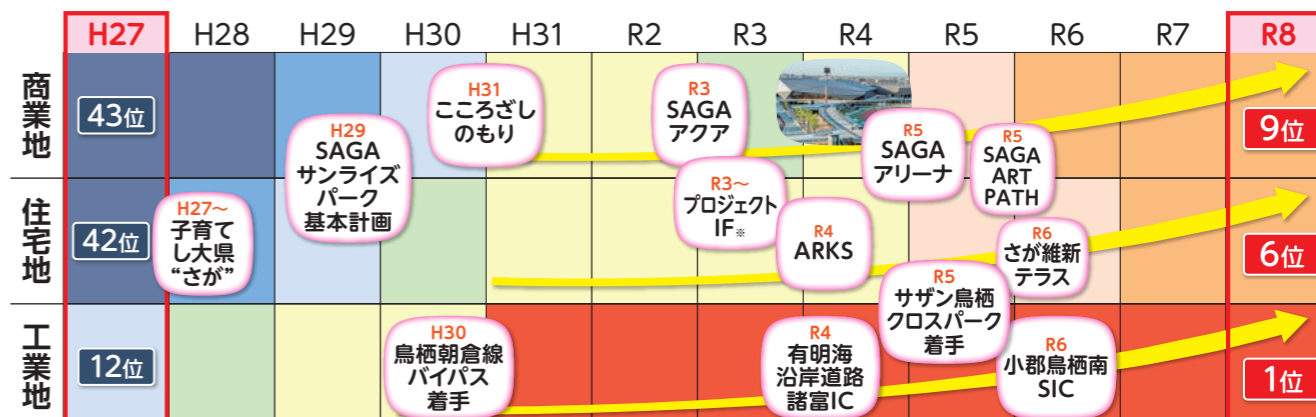 H27 H28 H29 H30 H31 R2 R3 R4 R5 R6 R7 R8
商業地
43位
H29
SAGA
サンライズ
パーク
基本計画
H31
こころざし
のもり
R3
SAGA
アクア
R5
SAGA
アリーナ
R5
SAGA
ART
PATH
9位
住宅地
42位
H27～
子育て
し大県
“さが”
R3～
プロジェクト
IF※
R4
ARKS
R6
さが維新
テラス
6位
工業地
12位
H30
鳥栖朝倉線
バイパス
着手
R4
有明海
沿岸道路
諸富IC
R5
サザン鳥栖
クロスパーク
着手
R6
小郡鳥栖南
SIC
1位